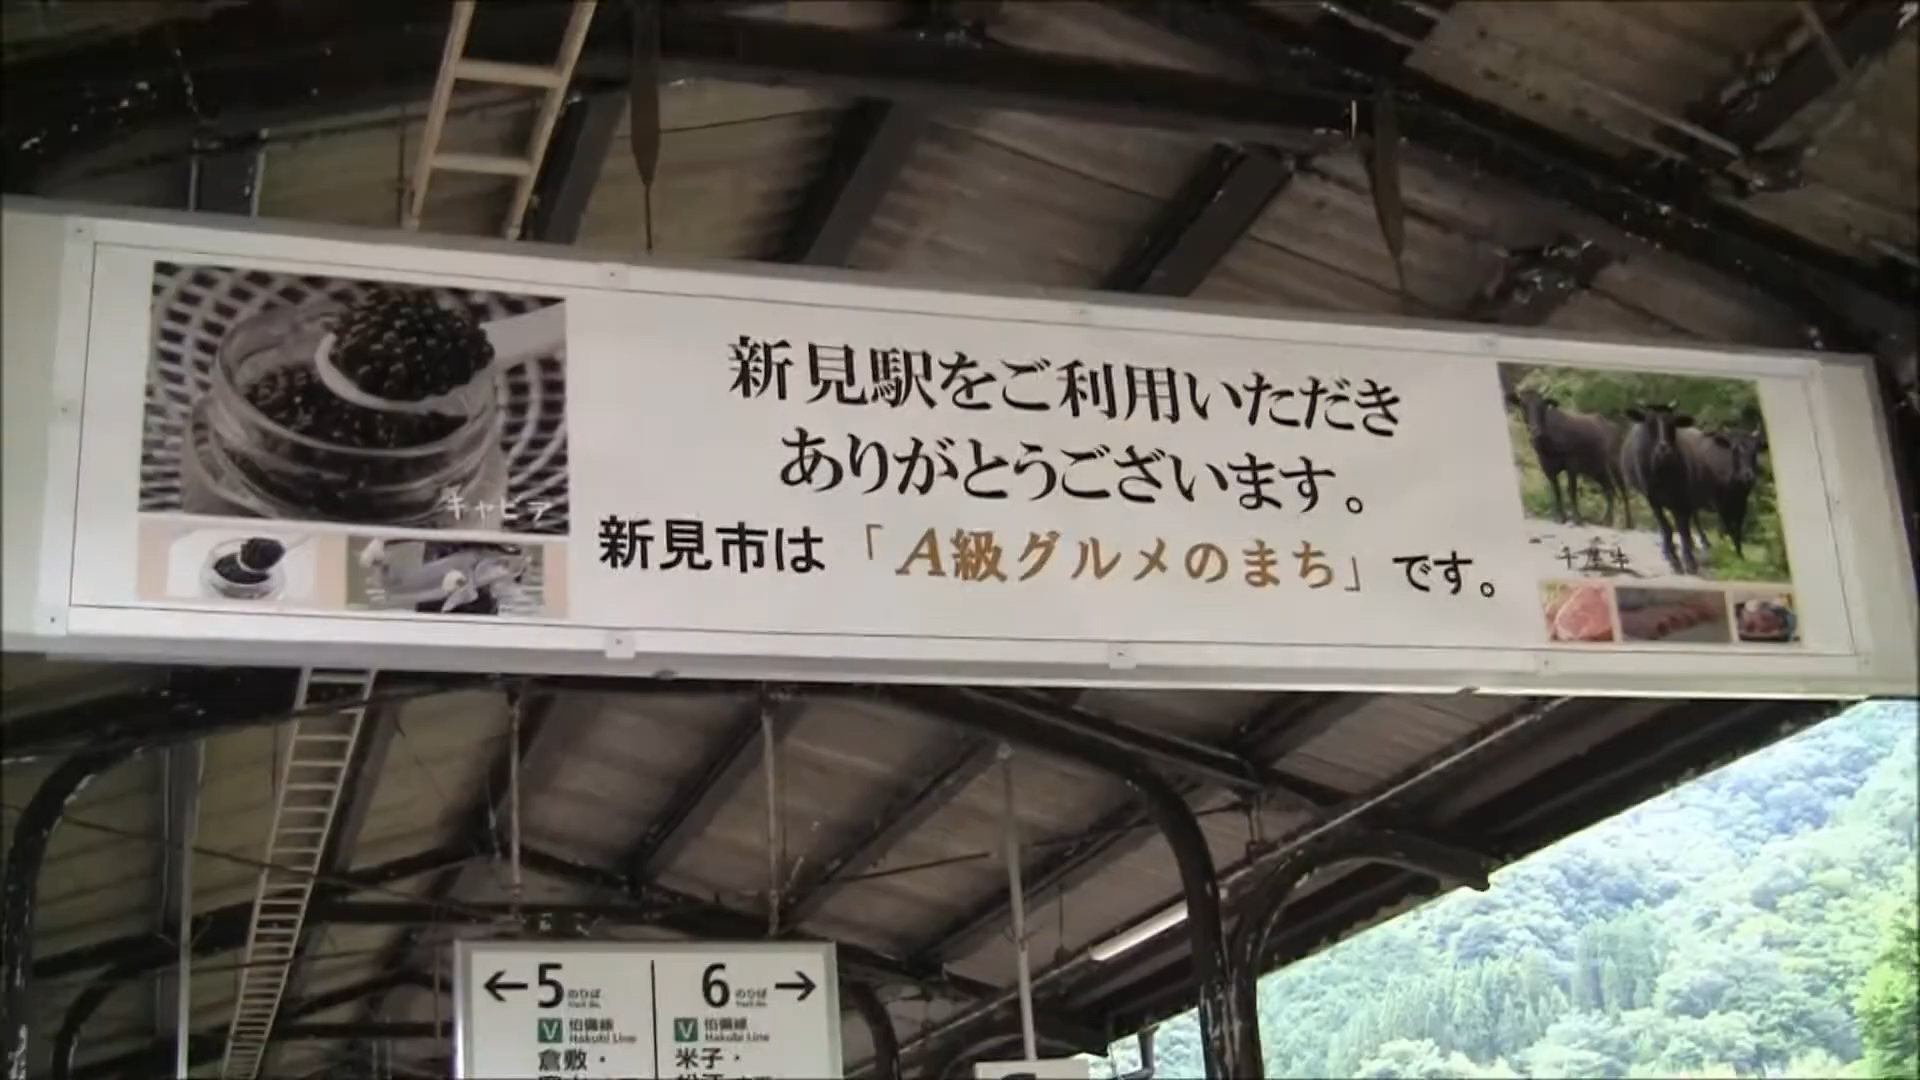 新見駅をご利用いただき
ありがとうございます。
新見市は「A級グルメのまち」です。
キャビア
千屋牛
←5 のりば
V 伯備線
Hakubi Line
倉敷・
6 のりば →
V 伯備線
Hakubi Line
米子・